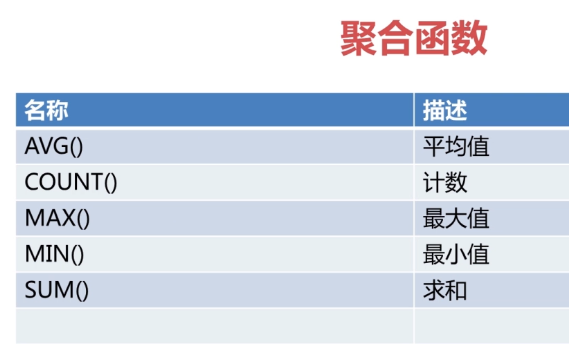 聚合函数
名称 描述
AVG() 平均值
COUNT() 计数
MAX() 最大值
MIN() 最小值
SUM() 求和